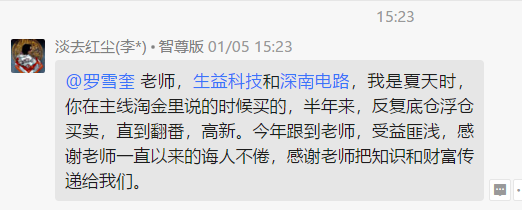 15:23
淡去红尘(李*) • 智尊版 01/05 15:23
@罗雪奎 老师，生益科技和深南电路，我是夏天时，
你在主线淘金里说的时候买的，半年来，反复底仓浮仓
买卖，直到翻番，高新。今年跟到老师，受益匪浅，感
谢老师一直以来的诲人不倦，感谢老师把知识和财富传
递给我们。